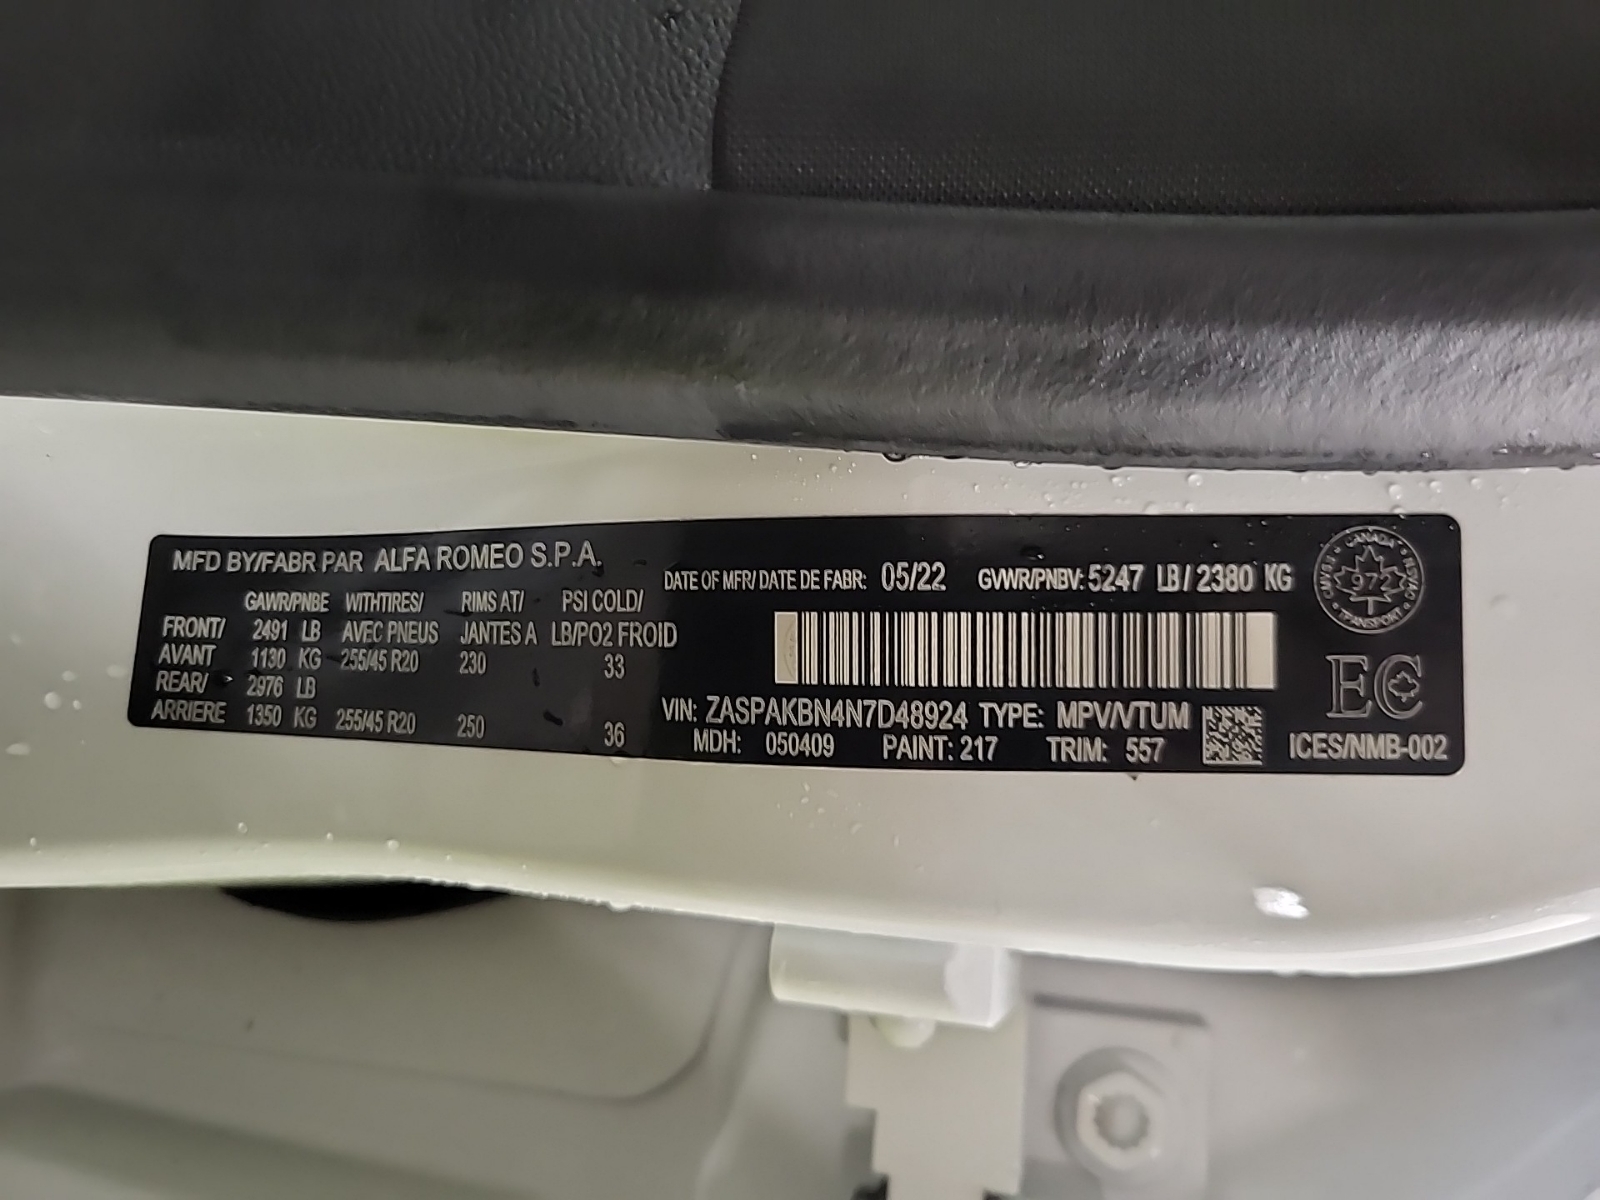 MFD BY/FABR PAR ALFA ROMEO S.P.A.
DATE OF MFR/ DATE DE FABR: 05/22 GVWR/PNBV: 5247 LB / 2380 KG
GAWR/PNBE WITHTIRES/ RIMS AT/ PSI COLD/
FRONT/ 2491 LB AVEC PNEUS JANTES A LB/PO2 FROID
AVANT 1130 KG 255/45 R20 230 33
REAR/ 2976 LB
ARRIERE 1350 KG 255/45 R20 250 36
VIN: ZASPAKBN4N7D48924 TYPE: MPV/VTUM
MDH: 050409 PAINT: 217 TRIM: 557
CANADA
972
TRANSPORT
EC
ICES/NMB-002